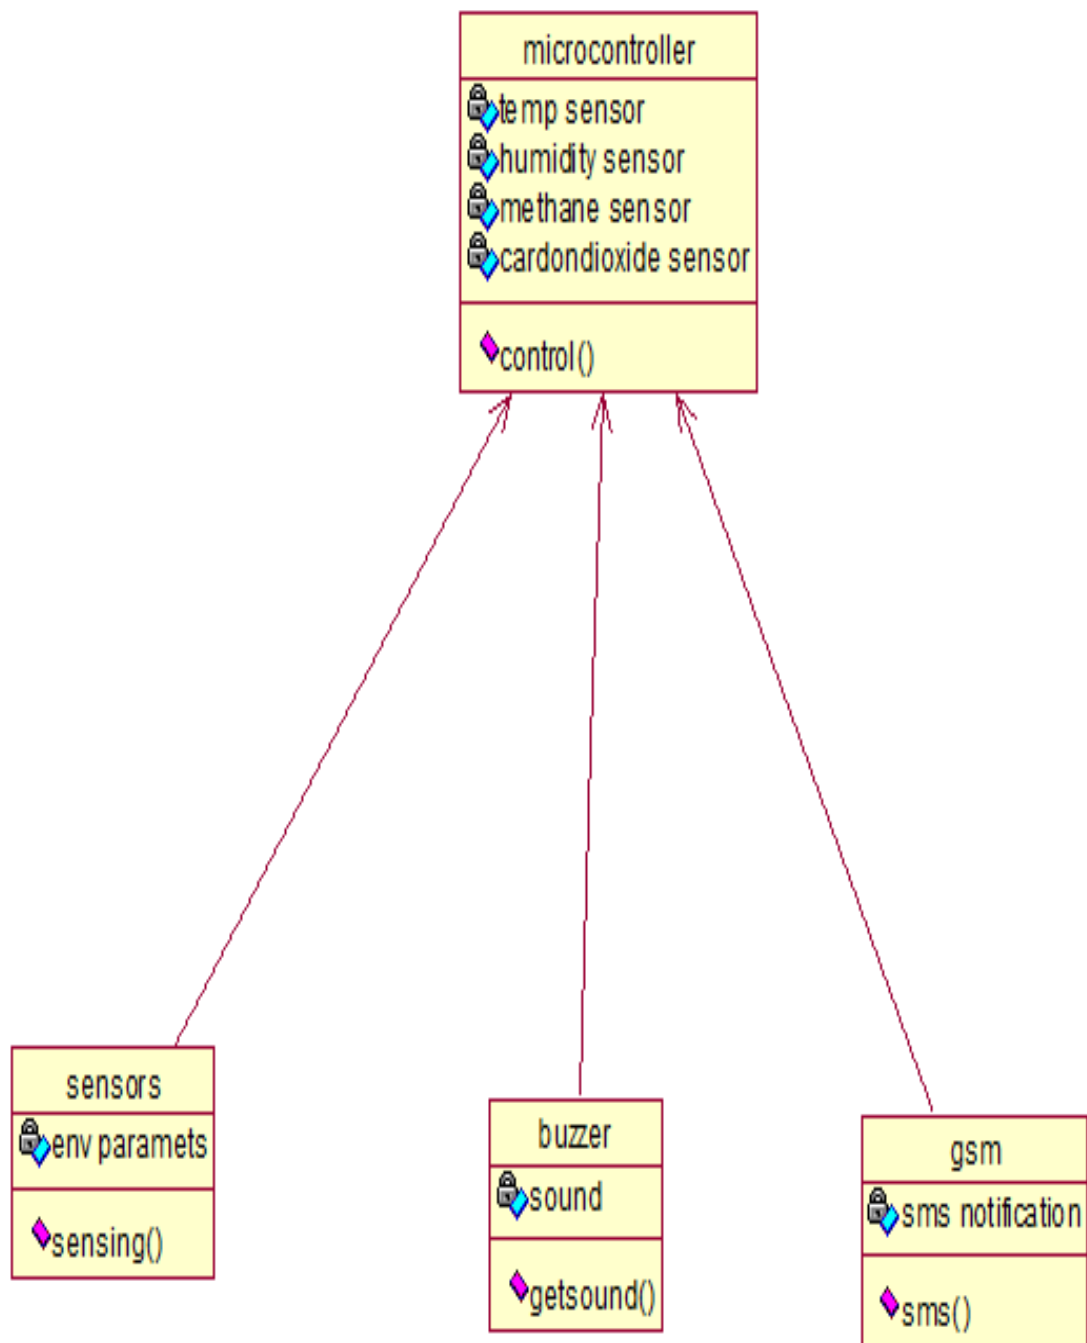 microcontroller
temp sensor
humidity sensor
methane sensor
cardondioxide sensor
control()
sensors
env paramets
sensing()
buzzer
sound
getsound()
gsm
sms notification
sms()